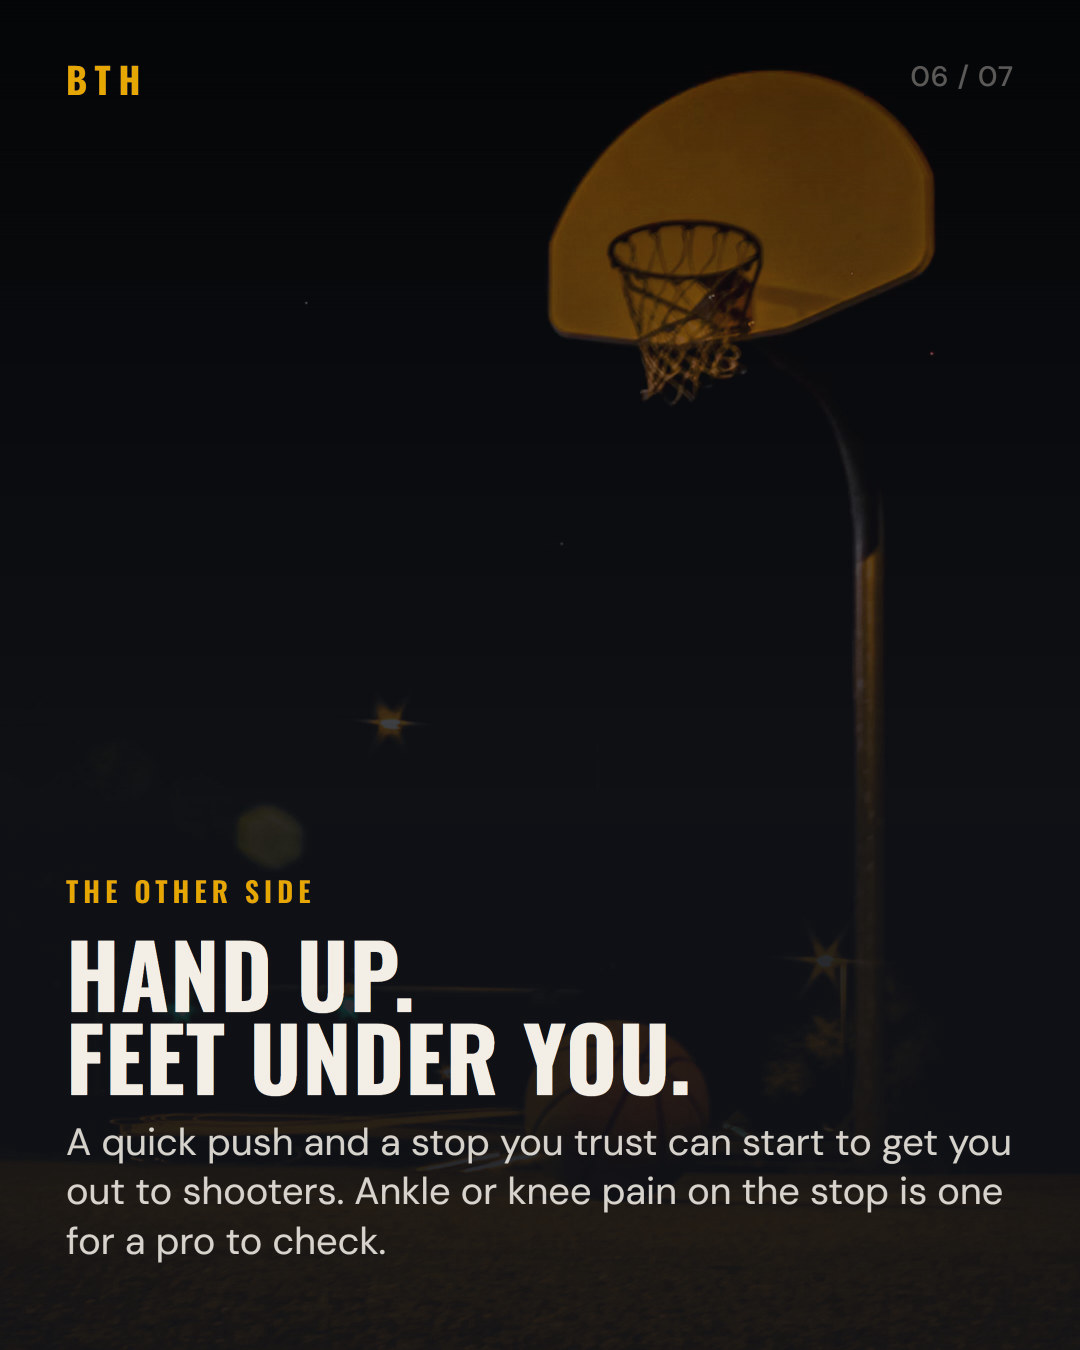 BTH
06 / 07
THE OTHER SIDE
HAND UP.
FEET UNDER YOU.
A quick push and a stop you trust can start to get you
out to shooters. Ankle or knee pain on the stop is one
for a pro to check.